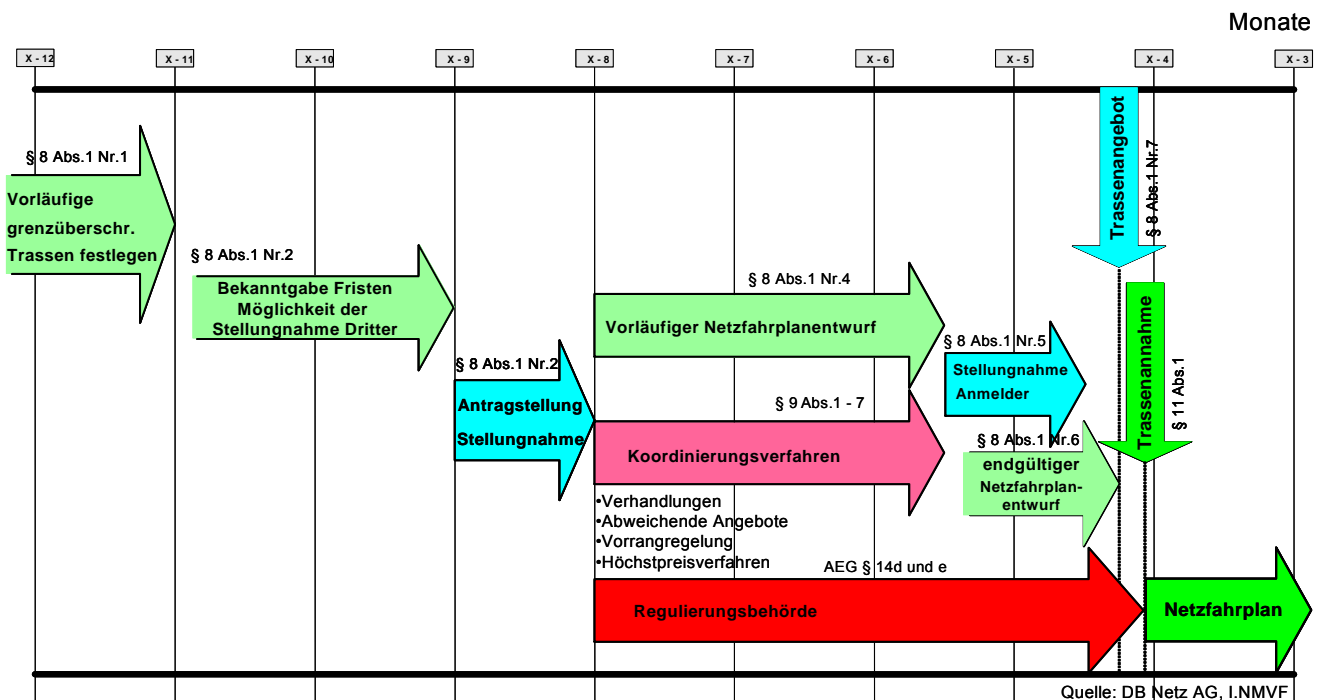 Monate
X - 12
X - 11
X - 10
X - 9
X - 8
X - 7
X - 6
X - 5
X - 4
X - 3
§ 8 Abs.1 Nr.1
Vorläufige
grenzüberschr.
Trassen festlegen
§ 8 Abs.1 Nr.2
Bekanntgabe Fristen
Möglichkeit der
Stellungnahme Dritter
§ 8 Abs.1 Nr.2
Antragstellung
Stellungnahme
§ 8 Abs.1 Nr.4
Vorläufiger Netzfahrplanentwurf
§ 9 Abs.1 - 7
Koordinierungsverfahren
•Verhandlungen
•Abweichende Angebote
•Vorrangregelung
•Höchstpreisverfahren
§ 8 Abs.1 Nr.5
Stellungnahme
Anmelder
§ 8 Abs.1 Nr.6
endgültiger
Netzfahrplan-
entwurf
Trassenangebot
§ 8 Abs.1 Nr.7
Trassenannahme
§ 11 Abs.1
AEG § 14d und e
Regulierungsbehörde
Netzfahrplan
Quelle: DB Netz AG, I.NMVF